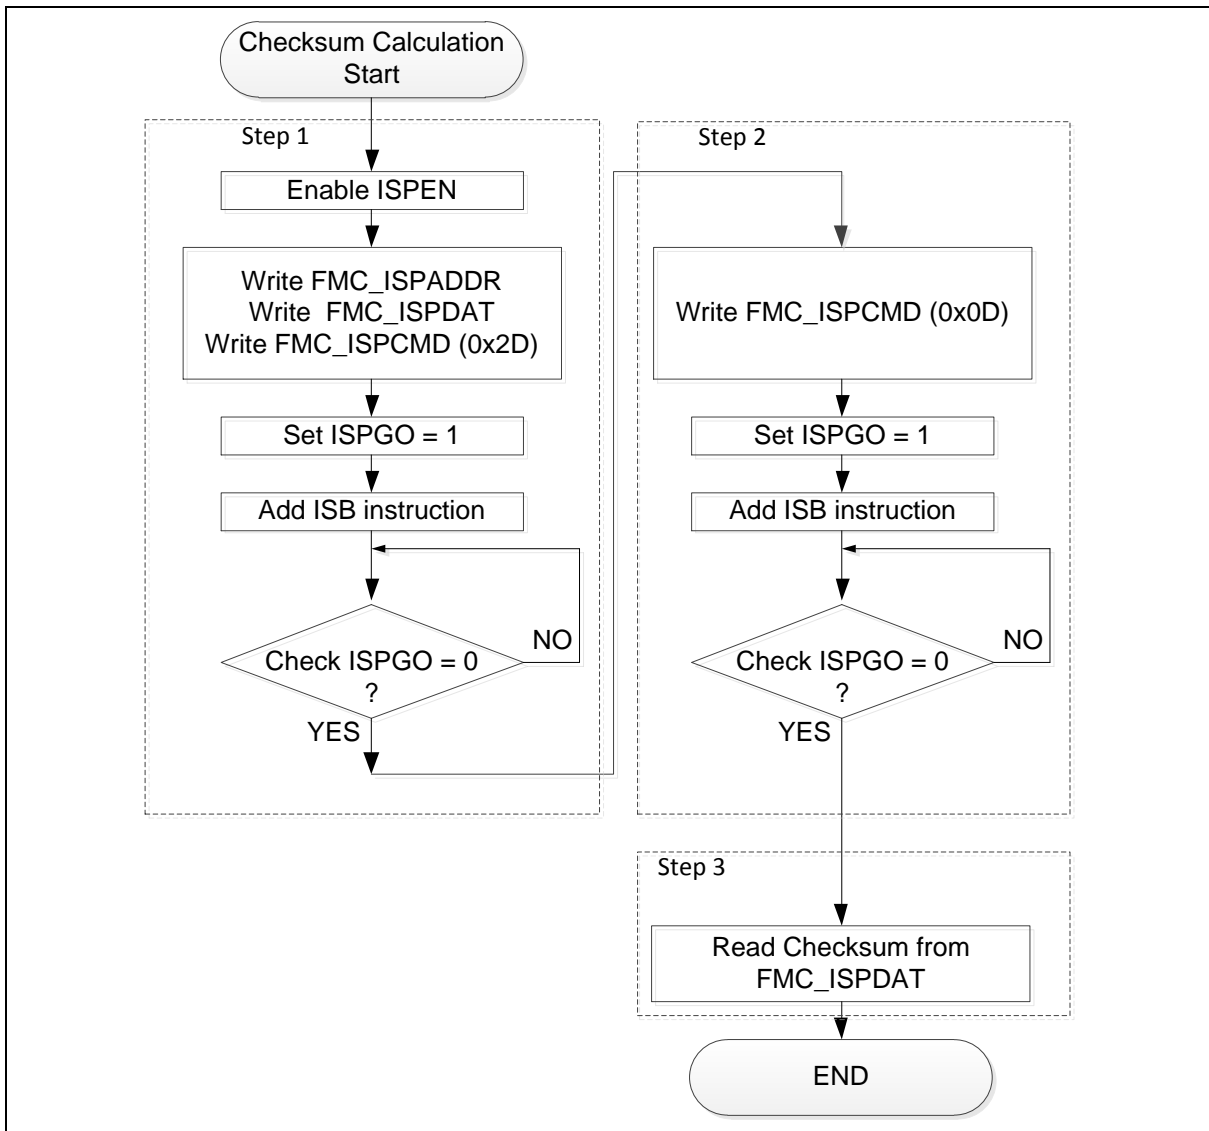 Checksum Calculation
Start
Step 1
Enable ISPEN
Write FMC_ISPADDR
Write FMC_ISPDAT
Write FMC_ISPCMD (0x2D)
Set ISPGO = 1
Add ISB instruction
Check ISPGO = 0
?
NO
YES
Step 2
Write FMC_ISPCMD (0x0D)
Set ISPGO = 1
Add ISB instruction
Check ISPGO = 0
?
NO
YES
Step 3
Read Checksum from
FMC_ISPDAT
END